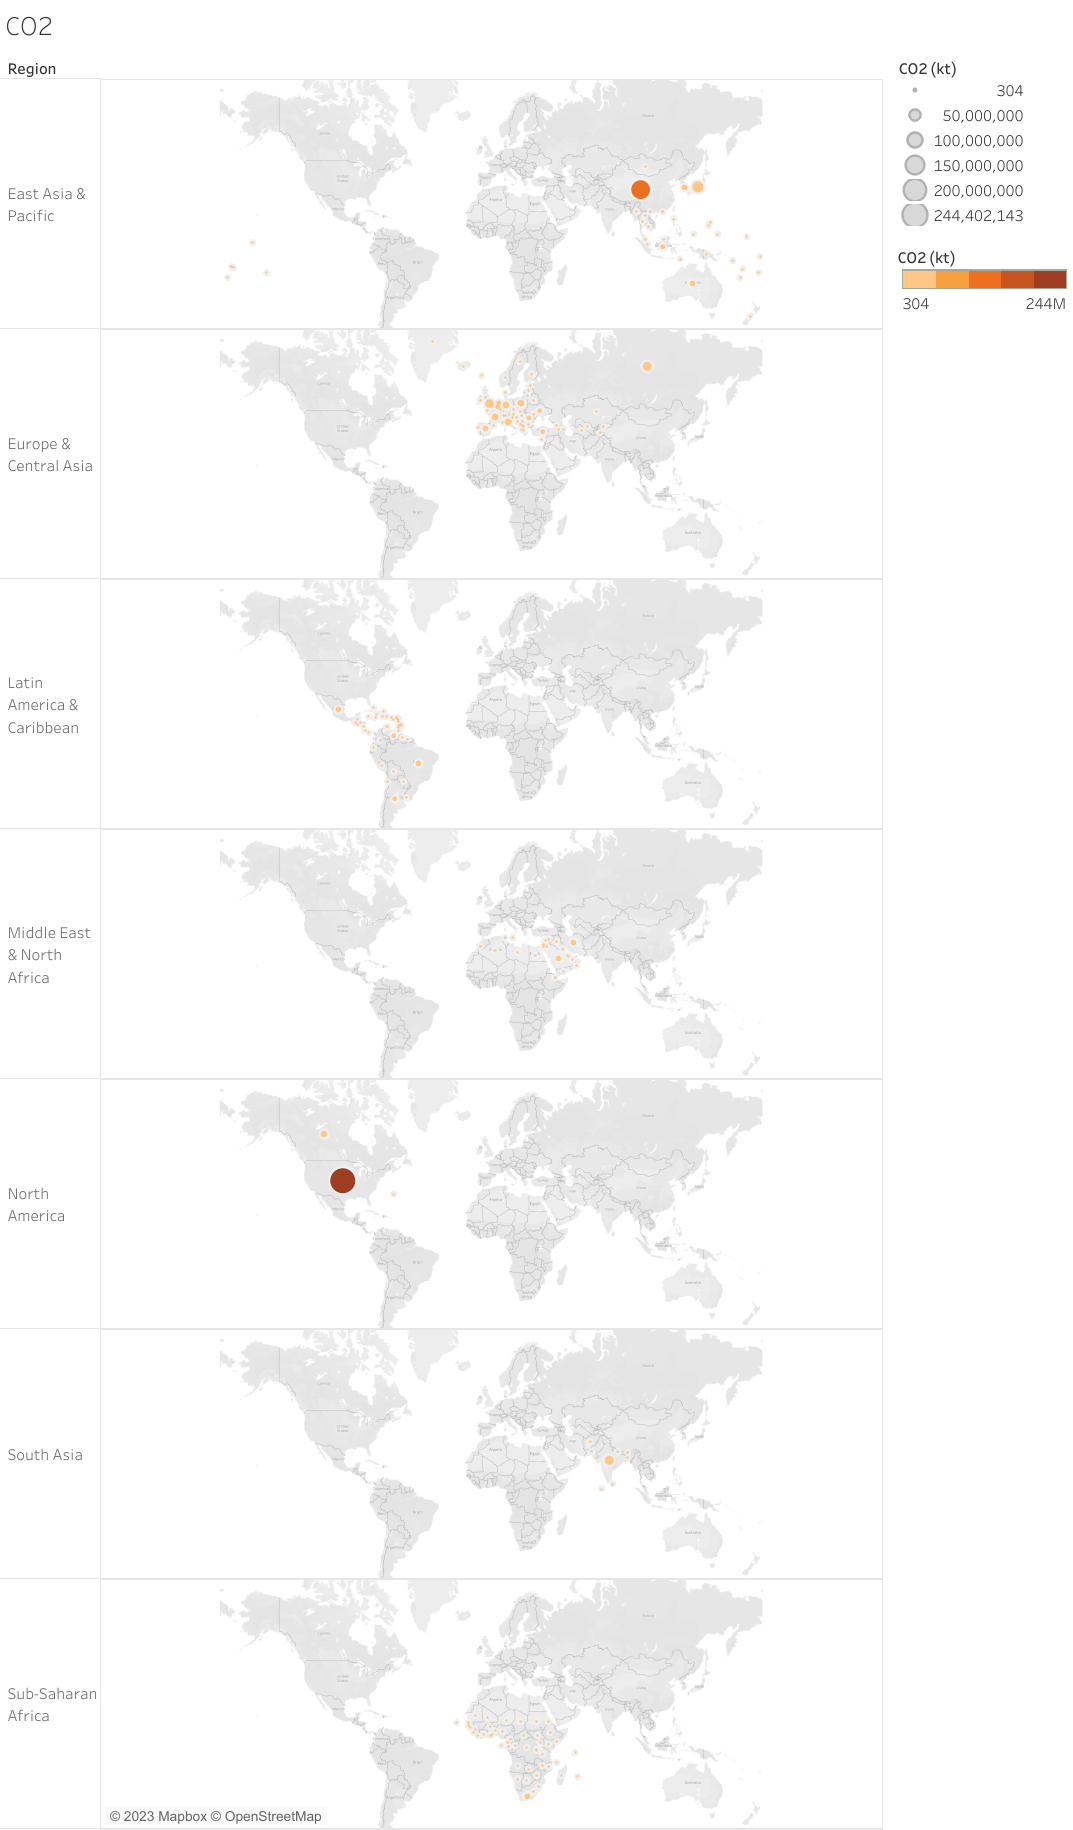 CO2
Region
East Asia &
Pacific
Europe &
Central Asia
Latin
America &
Caribbean
Middle East
& North
Africa
North
America
South Asia
Sub-Saharan
Africa
© 2023 Mapbox © OpenStreetMap
CO2 (kt)
304
50,000,000
100,000,000
150,000,000
200,000,000
244,402,143
CO2 (kt)
304 244M